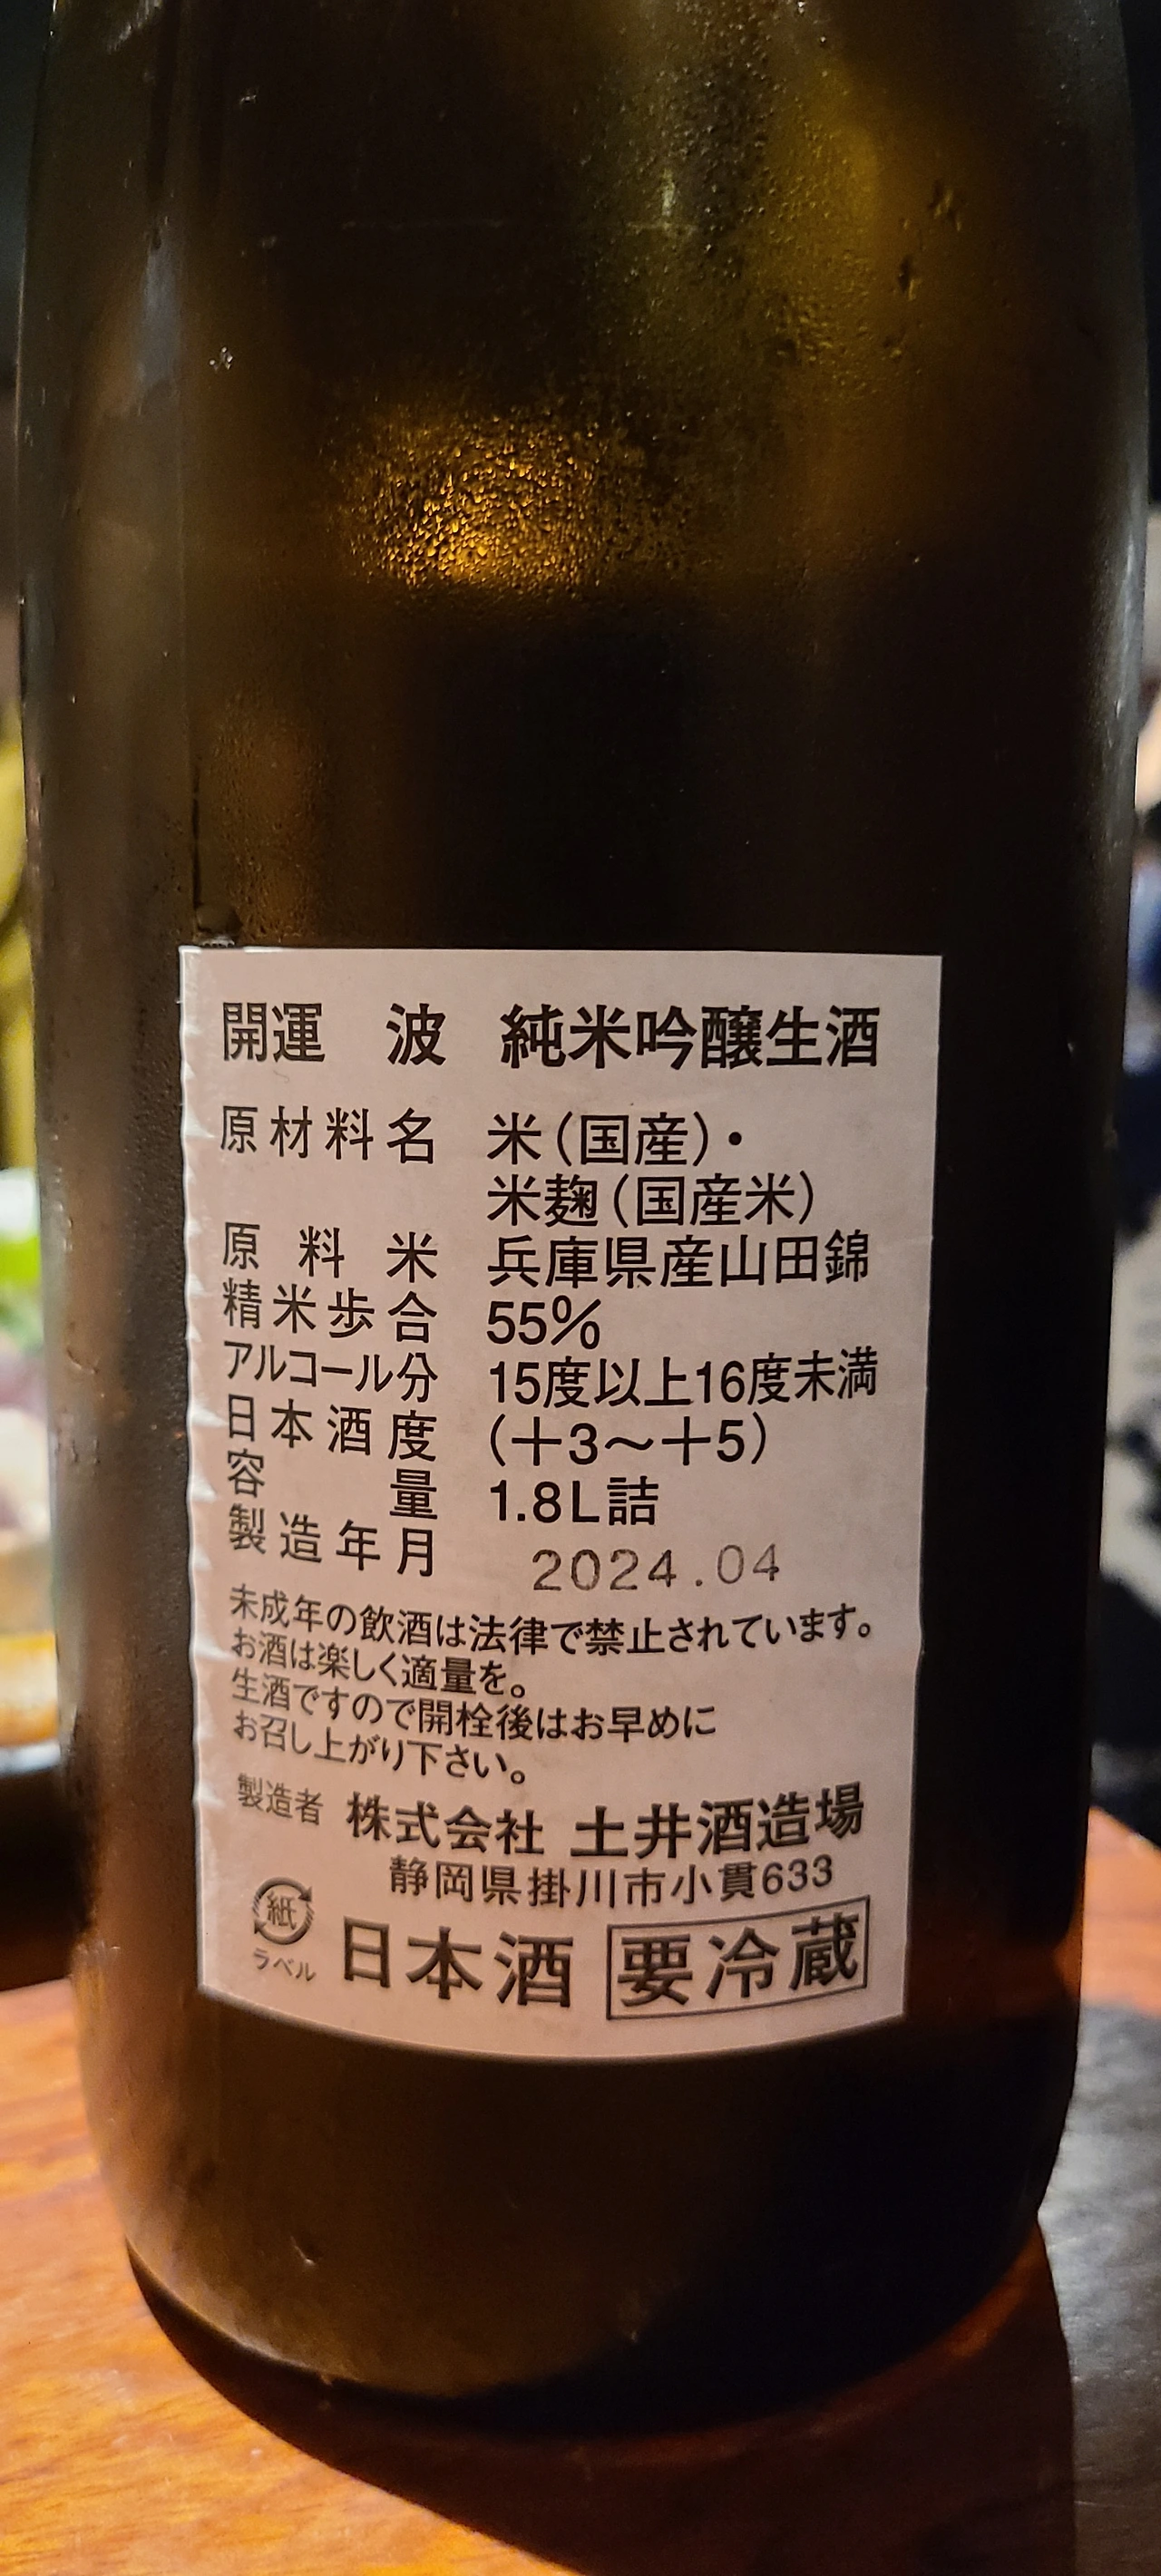 開運 波 純米吟醸生酒
原材料名 米(国産)・
米麹(国産米)
原料米 兵庫県産山田錦
精米歩合 55%
アルコール分 15度以上16度未満
日本酒度 (+3〜+5)
容量 1.8L詰
製造年月 2024.04
未成年の飲酒は法律で禁止されています。
お酒は楽しく適量を。
生酒ですので開栓後はお早めに
お召し上がり下さい。
製造者 株式会社 土井酒造場
静岡県掛川市小貫633
紙
ラベル
日本酒 要冷蔵